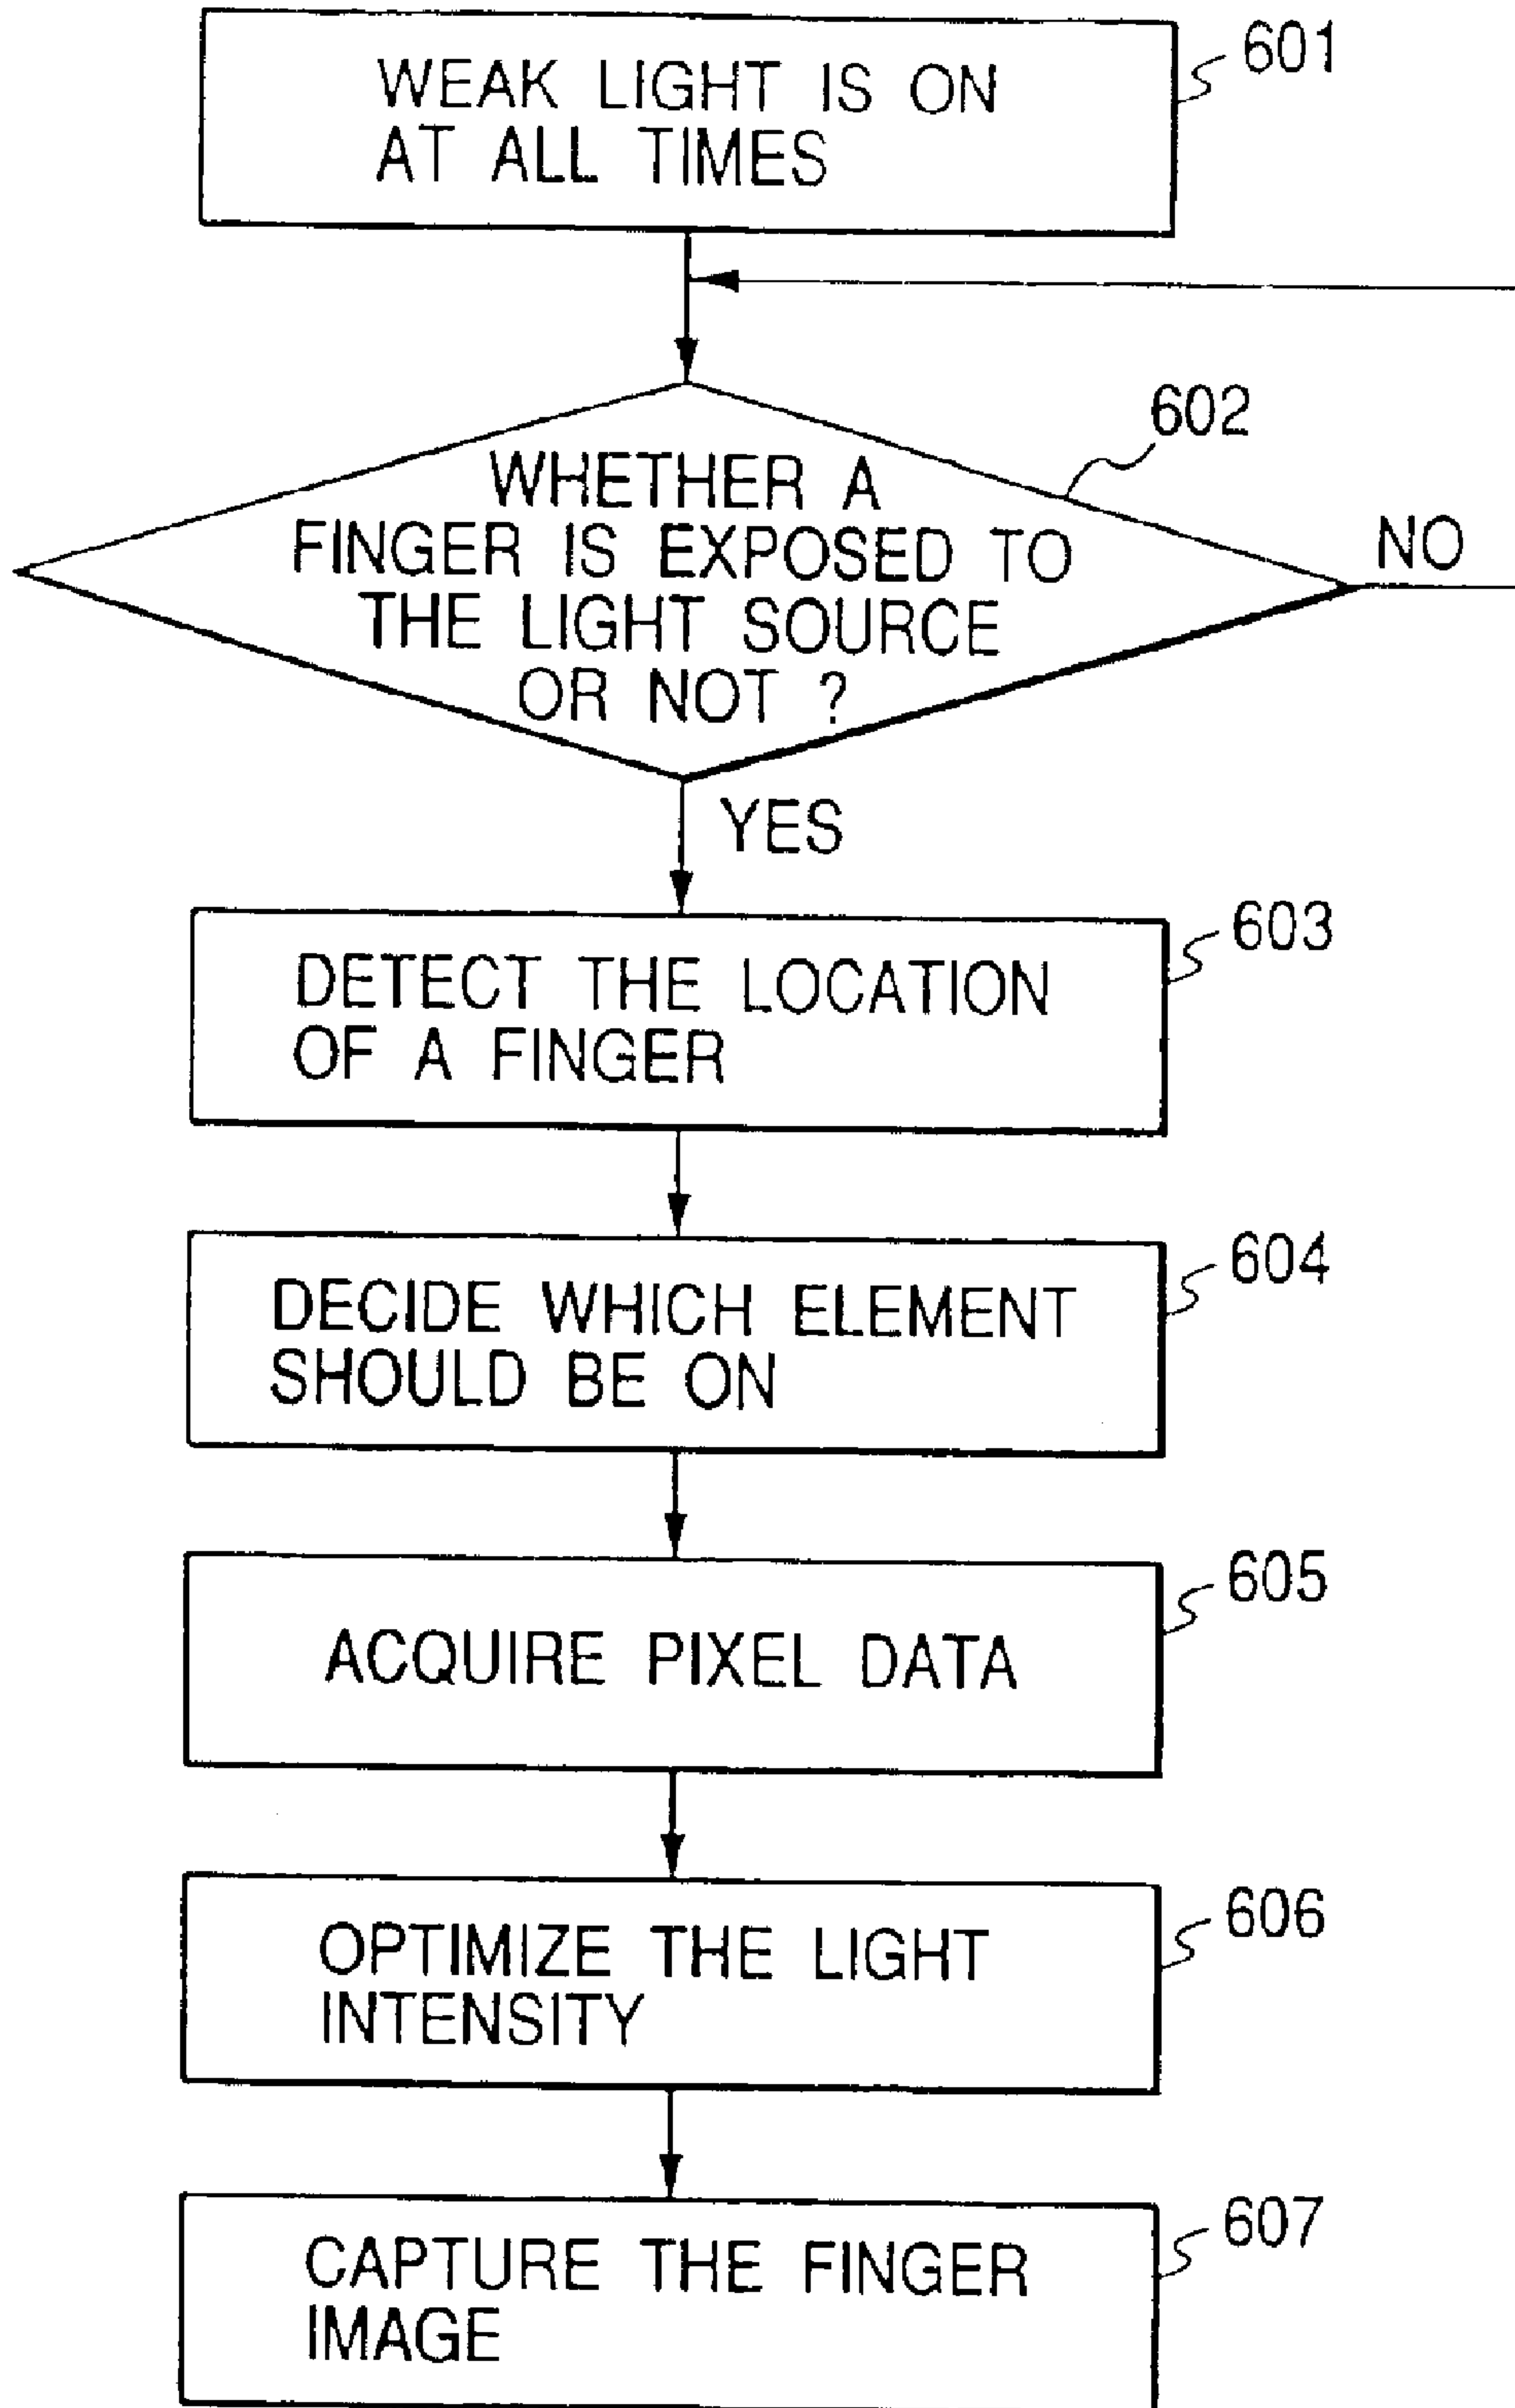 WEAK LIGHT IS ON
AT ALL TIMES
601
602
WHETHER A
FINGER IS EXPOSED TO
THE LIGHT SOURCE
OR NOT ?
NO
YES
603
DETECT THE LOCATION
OF A FINGER
604
DECIDE WHICH ELEMENT
SHOULD BE ON
605
ACQUIRE PIXEL DATA
606
OPTIMIZE THE LIGHT
INTENSITY
607
CAPTURE THE FINGER
IMAGE